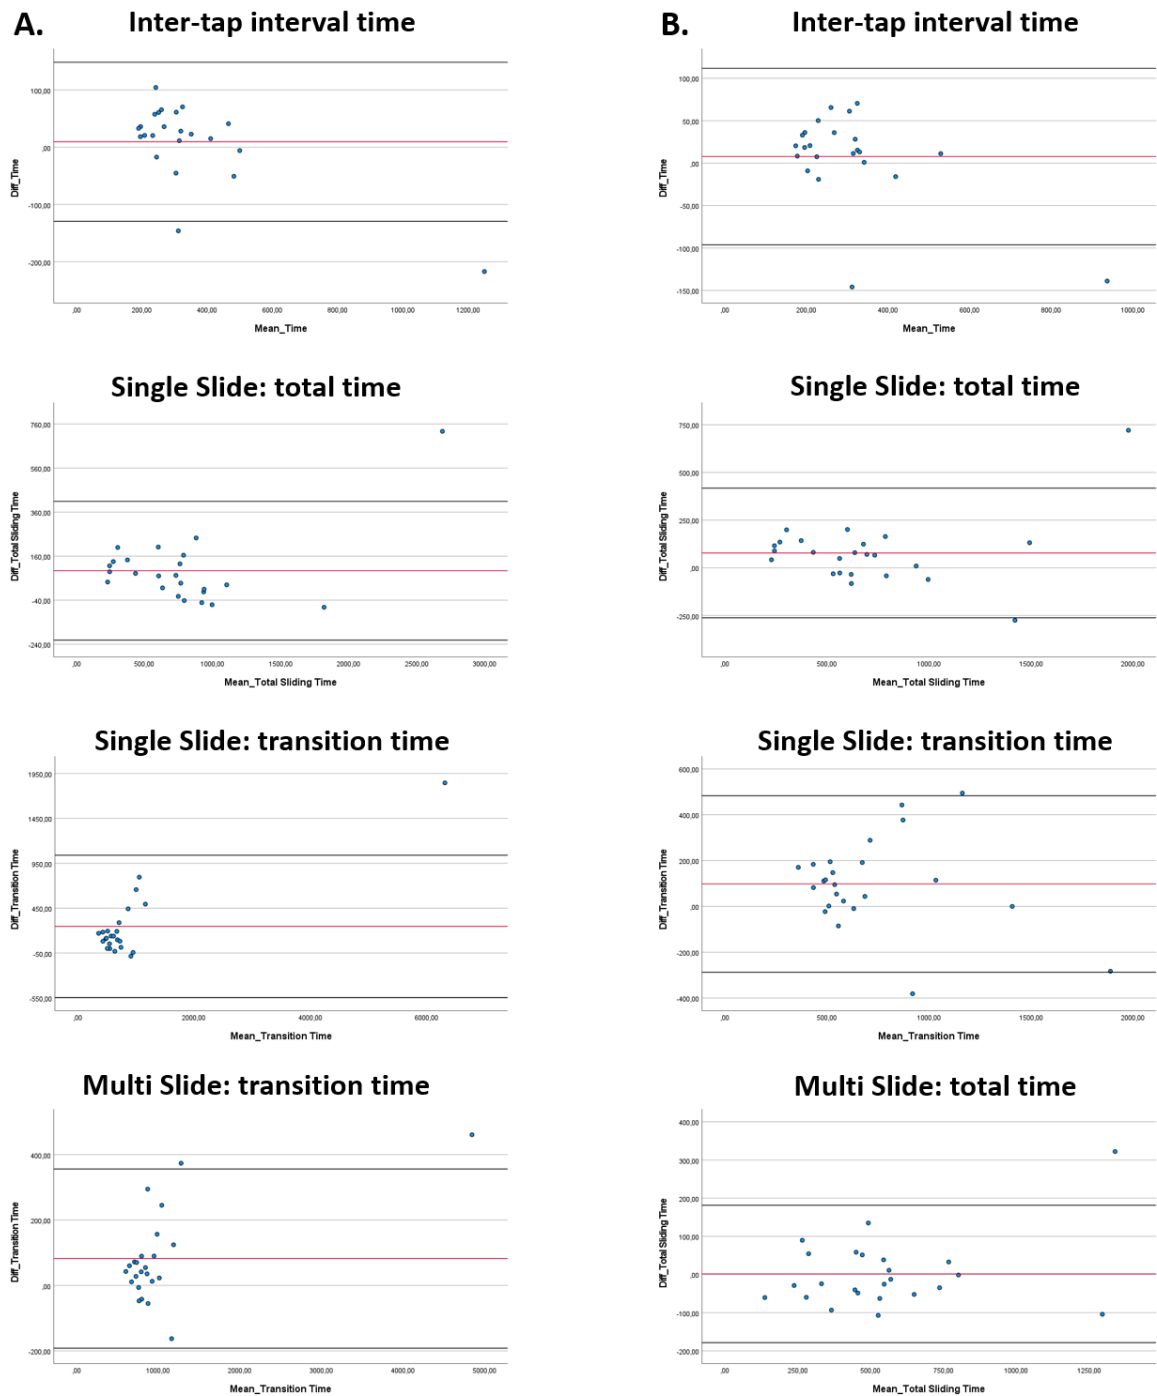 A.
Inter-tap interval time
100,00
,00
-100,00
-200,00
Diff_Time
,00 200,00 400,00 600,00 800,00 1000,00 1200,00
Mean_Time
B.
Inter-tap interval time
100,00
50,00
,00
-50,00
-100,00
-150,00
Diff_Time
,00 200,00 400,00 600,00 800,00 1000,00
Mean_Time
Single Slide: total time
760,00
560,00
360,00
160,00
-40,00
-240,00
Diff_Total Sliding Time
,00 500,00 1000,00 1500,00 2000,00 2500,00 3000,00
Mean_Total Sliding Time
Single Slide: total time
750,00
500,00
250,00
,00
-250,00
Diff_Total Sliding Time
,00 500,00 1000,00 1500,00 2000,00
Mean_Total Sliding Time
Single Slide: transition time
1950,00
1450,00
950,00
450,00
-50,00
-550,00
Diff_Transition Time
,00 2000,00 4000,00 6000,00
Mean_Transition Time
Single Slide: transition time
600,00
400,00
200,00
,00
-200,00
-400,00
Diff_Transition Time
,00 500,00 1000,00 1500,00 2000,00
Mean_Transition Time
Multi Slide: transition time
400,00
200,00
,00
-200,00
Diff_Transition Time
,00 1000,00 2000,00 3000,00 4000,00 5000,00
Mean_Transition Time
Multi Slide: total time
400,00
300,00
200,00
100,00
,00
-100,00
-200,00
Diff_Total Sliding Time
,00 250,00 500,00 750,00 1000,00 1250,00
Mean_Total Sliding Time